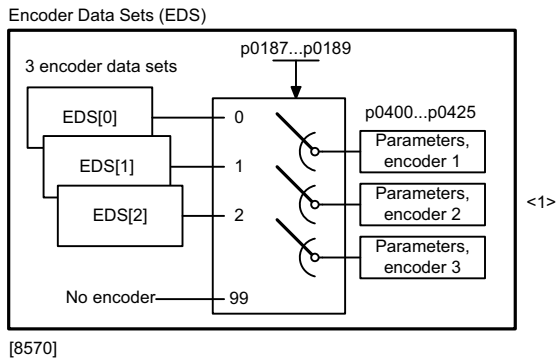 Encoder Data Sets (EDS)
p0187...p0189
3 encoder data sets
p0400...p0425
EDS[0]
0
Parameters,
encoder 1
EDS[1]
1
Parameters,
encoder 2
<1>
EDS[2]
2
Parameters,
encoder 3
No encoder
99
[8570]